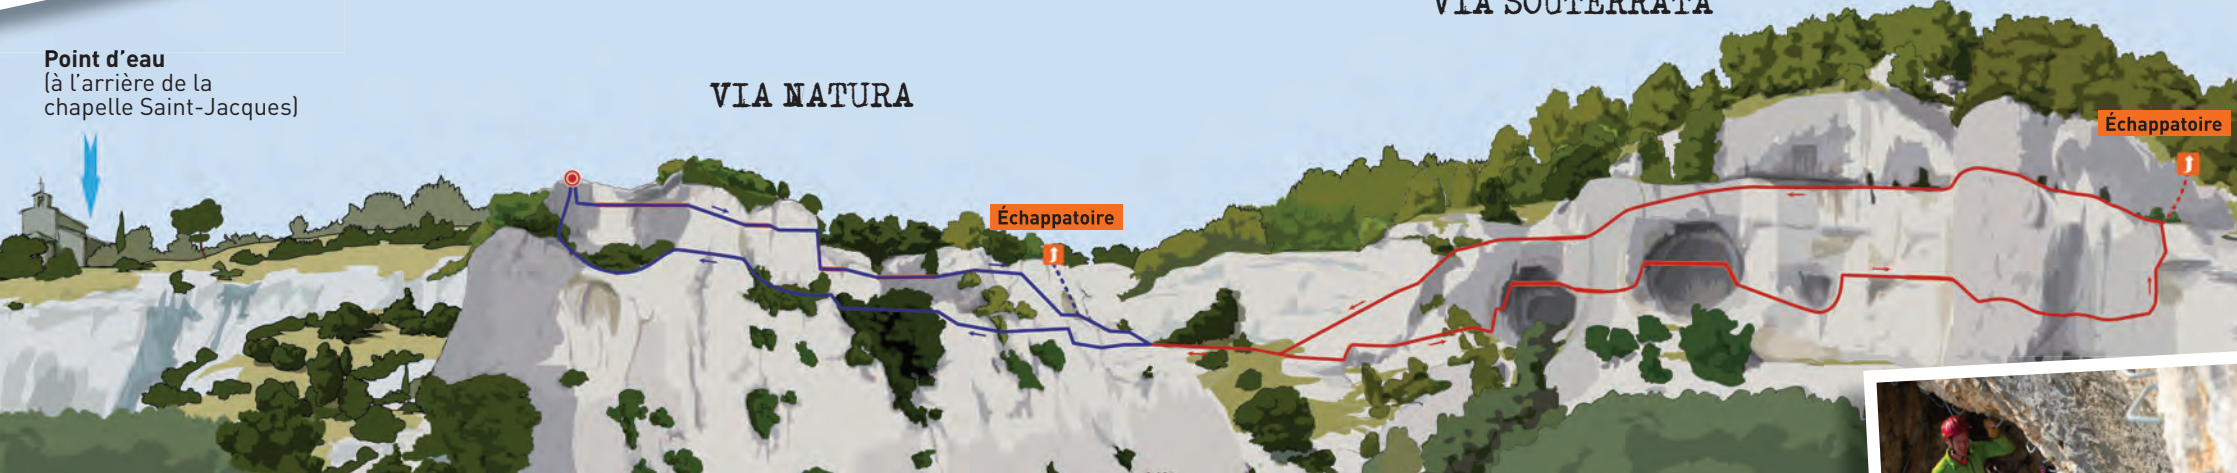 VIA SOUTERRATA
Point d'eau
(à l'arrière de la
chapelle Saint-Jacques)
VIA NATURA
Échappatoire
Échappatoire